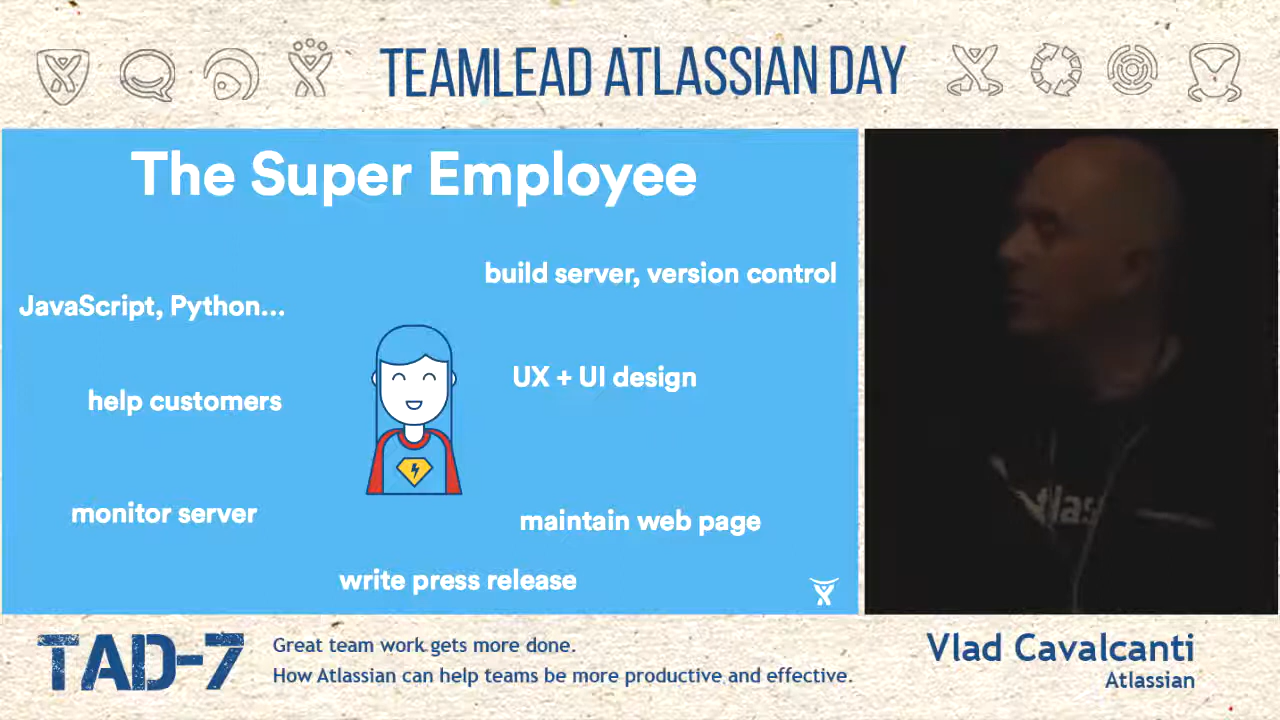 TEAMLEAD ATLASSIAN DAY
The Super Employee
build server, version control
JavaScript, Python...
UX + UI design
help customers
monitor server
maintain web page
write press release
TAD-7
Great team work gets more done.
How Atlassian can help teams be more productive and effective.
Vlad Cavalcanti
Atlassian